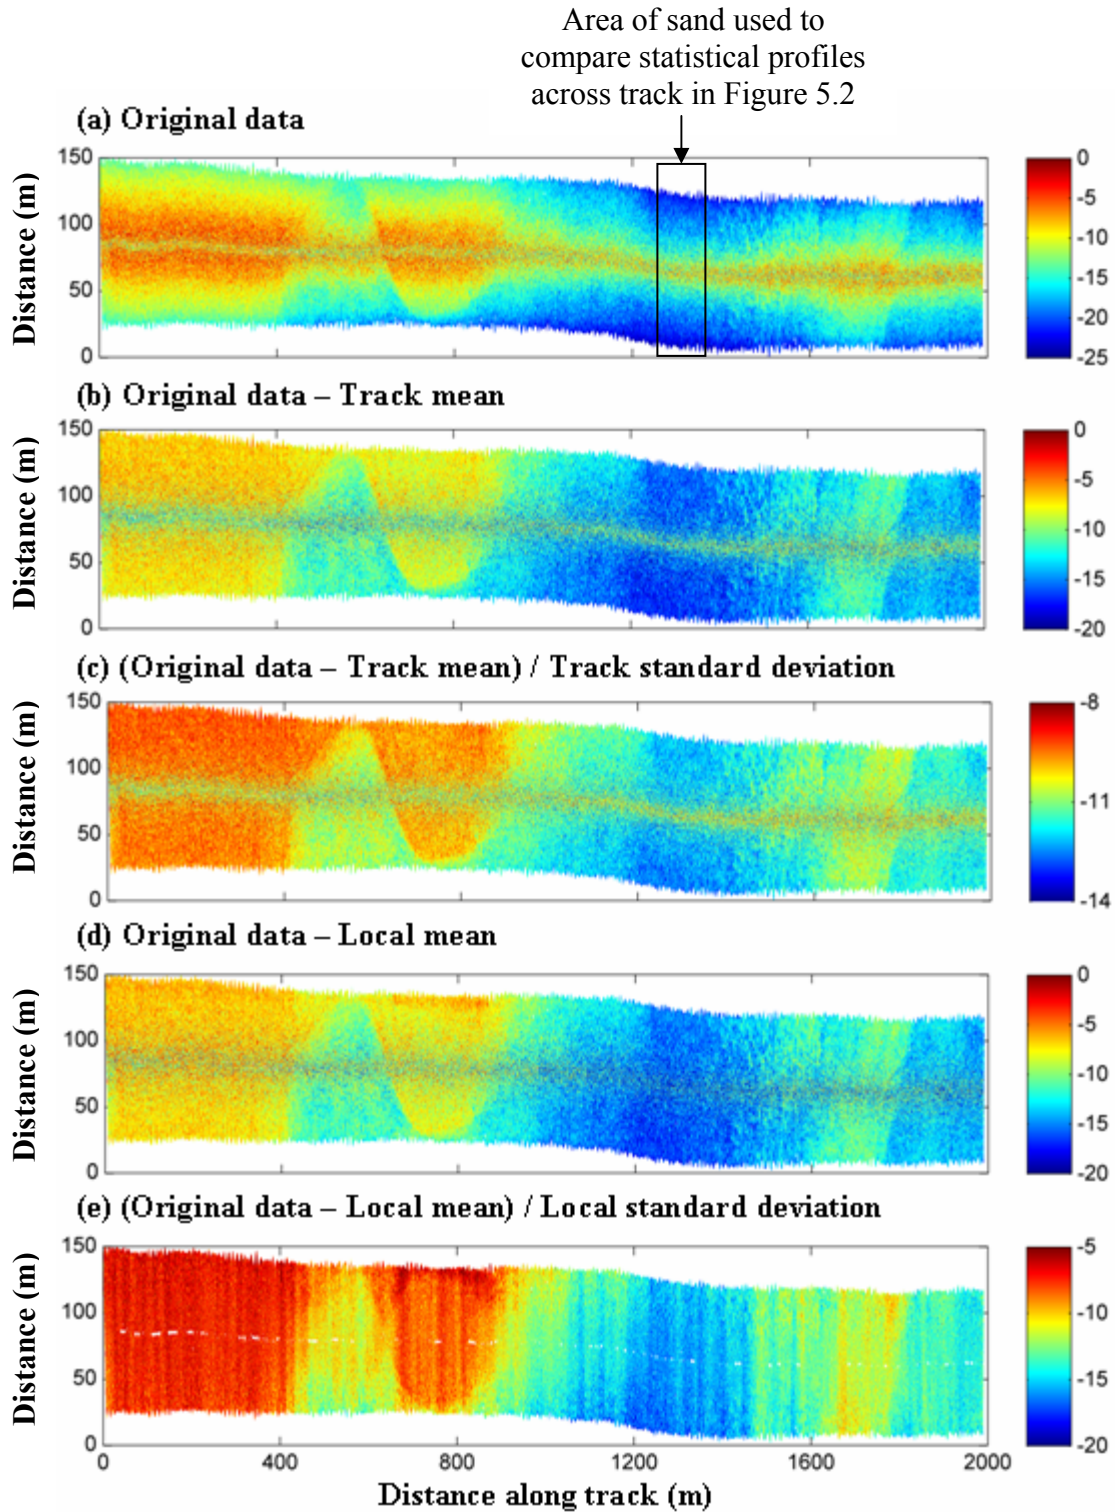 Area of sand used to
compare statistical profiles
across track in Figure 5.2
(a) Original data
Distance (m)
150
100
50
0
0
-5
-10
-15
-20
-25
(b) Original data – Track mean
Distance (m)
150
100
50
0
0
-5
-10
-15
-20
(c) (Original data – Track mean) / Track standard deviation
Distance (m)
150
100
50
0
-8
-11
-14
(d) Original data – Local mean
Distance (m)
150
100
50
0
0
-5
-10
-15
-20
(e) (Original data – Local mean) / Local standard deviation
Distance (m)
150
100
50
0
-5
-10
-15
-20
0 400 800 1200 1600 2000
Distance along track (m)